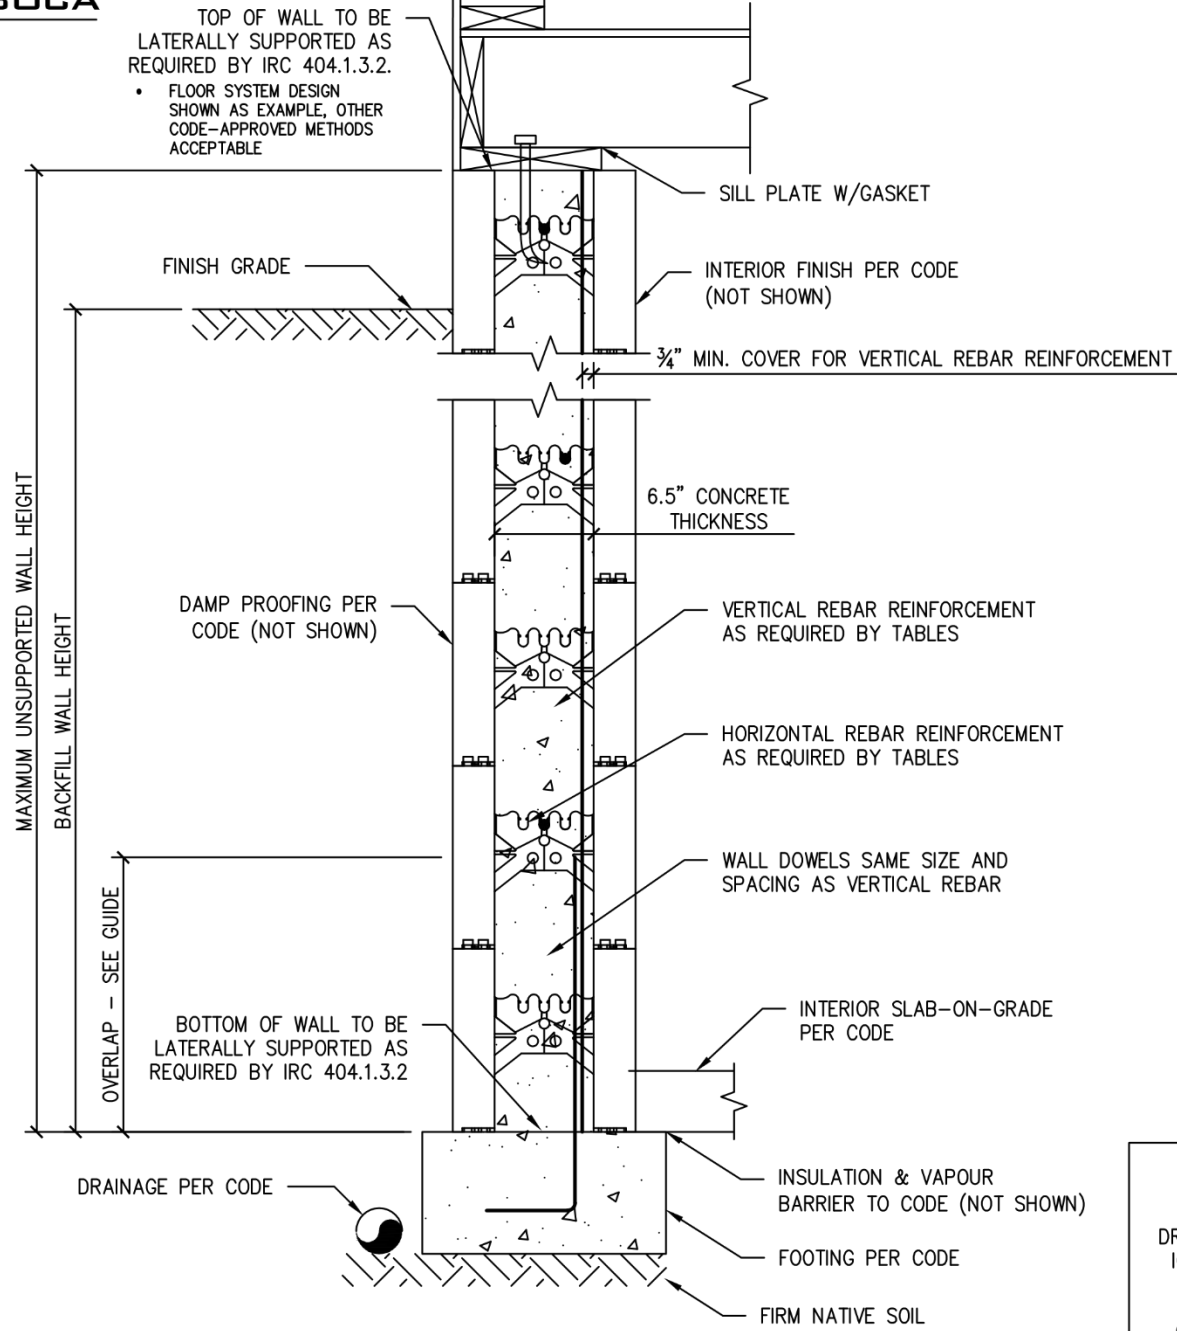 TOP OF WALL TO BE
LATERALLY SUPPORTED AS
REQUIRED BY IRC 404.1.3.2.
• FLOOR SYSTEM DESIGN
SHOWN AS EXAMPLE, OTHER
CODE-APPROVED METHODS
ACCEPTABLE
SILL PLATE W/GASKET
FINISH GRADE
INTERIOR FINISH PER CODE
(NOT SHOWN)
¾" MIN. COVER FOR VERTICAL REBAR REINFORCEMENT
6.5" CONCRETE
THICKNESS
MAXIMUM UNSUPPORTED WALL HEIGHT
BACKFILL WALL HEIGHT
DAMP PROOFING PER
CODE (NOT SHOWN)
VERTICAL REBAR REINFORCEMENT
AS REQUIRED BY TABLES
HORIZONTAL REBAR REINFORCEMENT
AS REQUIRED BY TABLES
WALL DOWELS SAME SIZE AND
SPACING AS VERTICAL REBAR
OVERLAP - SEE GUIDE
BOTTOM OF WALL TO BE
LATERALLY SUPPORTED AS
REQUIRED BY IRC 404.1.3.2
INTERIOR SLAB-ON-GRADE
PER CODE
DRAINAGE PER CODE
INSULATION & VAPOUR
BARRIER TO CODE (NOT SHOWN)
FOOTING PER CODE
FIRM NATIVE SOIL